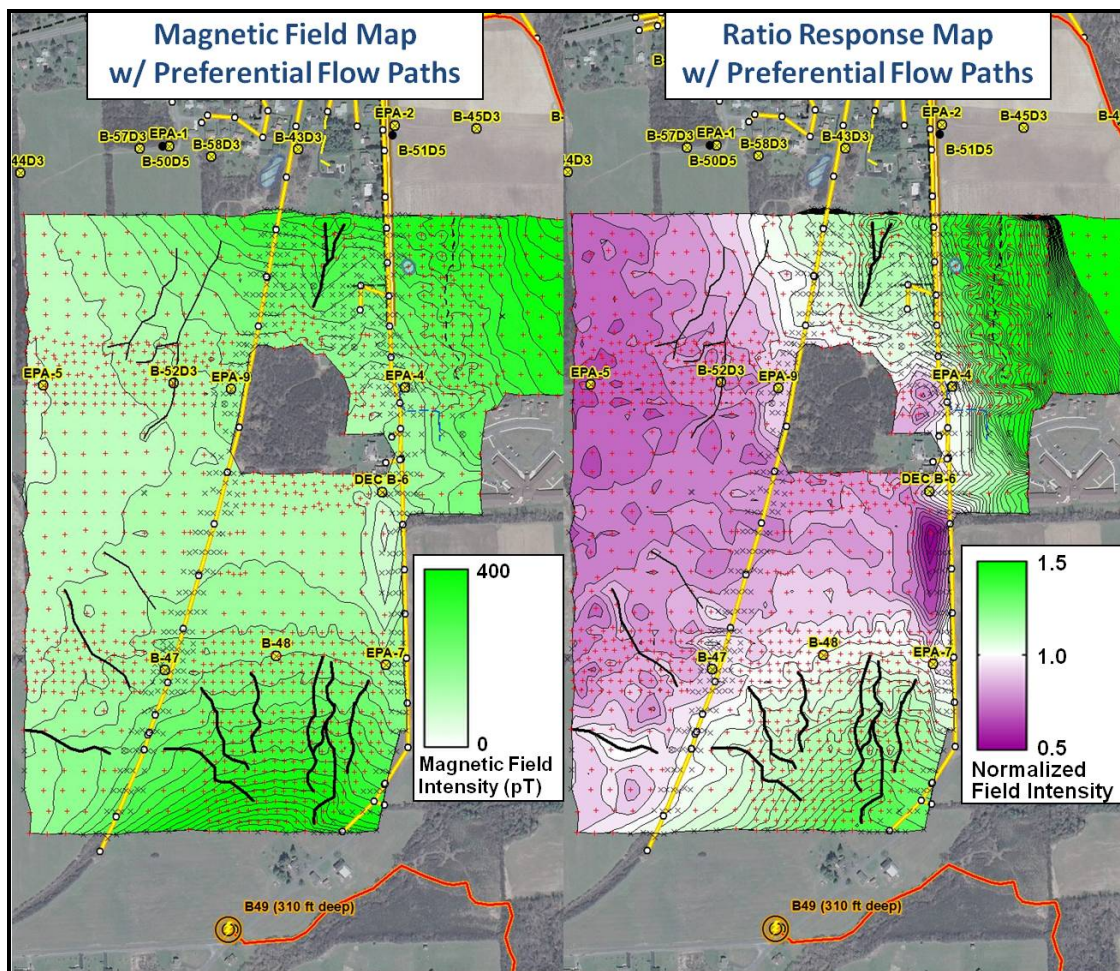 Magnetic Field Map
w/ Preferential Flow Paths
EPA-2
B-45D3
B-57D3
EPA-1
B-43D3
B-50D5
B-58D3
B-51D5
44D3
EPA-5
B-52D3
EPA-9
EPA-4
DEC B-6
B-47
B-48
EPA-7
400
0
Magnetic Field
Intensity (pT)
B49 (310 ft deep)
Ratio Response Map
w/ Preferential Flow Paths
EPA-2
B-45D3
B-57D3
EPA-1
B-43D3
B-50D5
B-58D3
B-51D5
4D3
EPA-5
B-52D3
EPA-9
EPA-4
DEC B-6
B-47
B-48
EPA-7
1.5
1.0
0.5
Normalized
Field Intensity
B49 (310 ft deep)